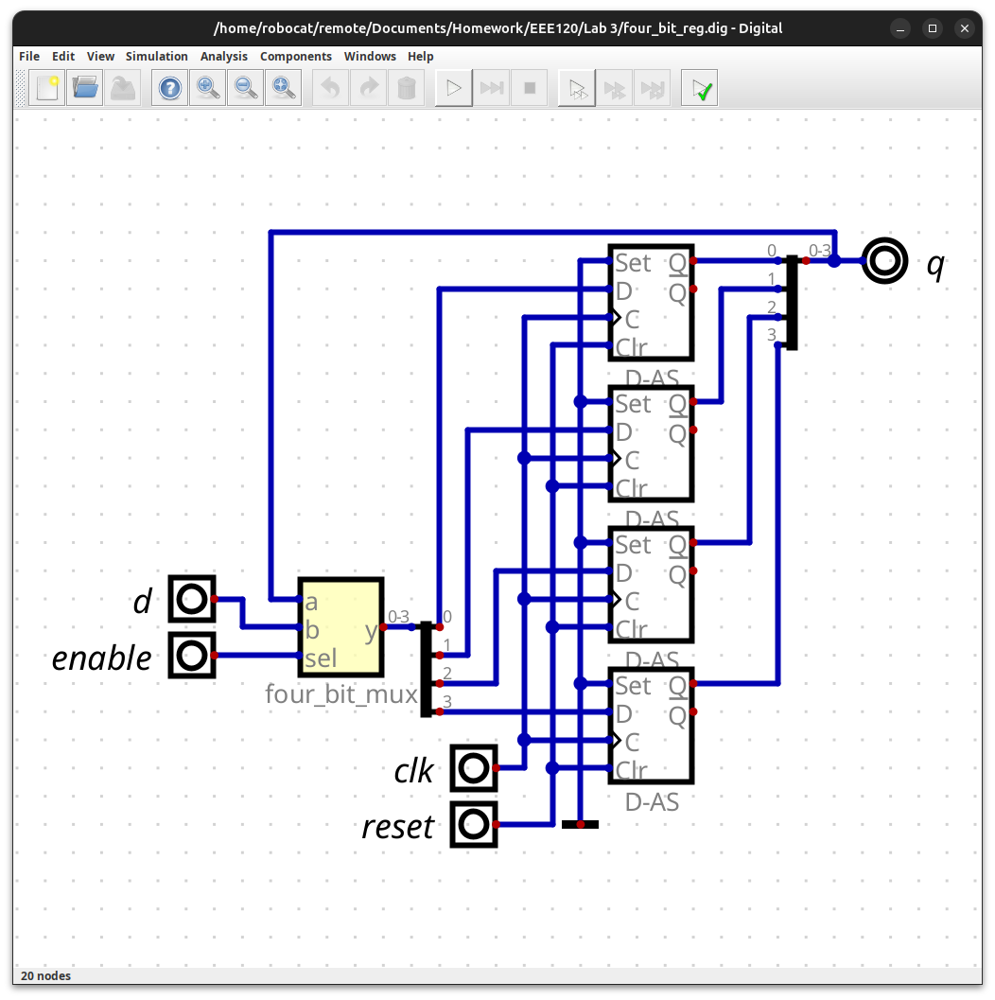 /home/robocat/remote/Documents/Homework/EEE120/Lab 3/four_bit_reg.dig - Digital
File Edit View Simulation Analysis Components Windows Help
Set Q
D Q
C
Clr
D-AS
0
1
2
3
0-3
q
Set Q
D Q
C
Clr
D-AS
Set Q
D Q
C
Clr
D-AS
d
enable
a
b y
sel
four_bit_mux
0-3
0
1
2
3
Set Q
D Q
C
Clr
D-AS
clk
reset
20 nodes